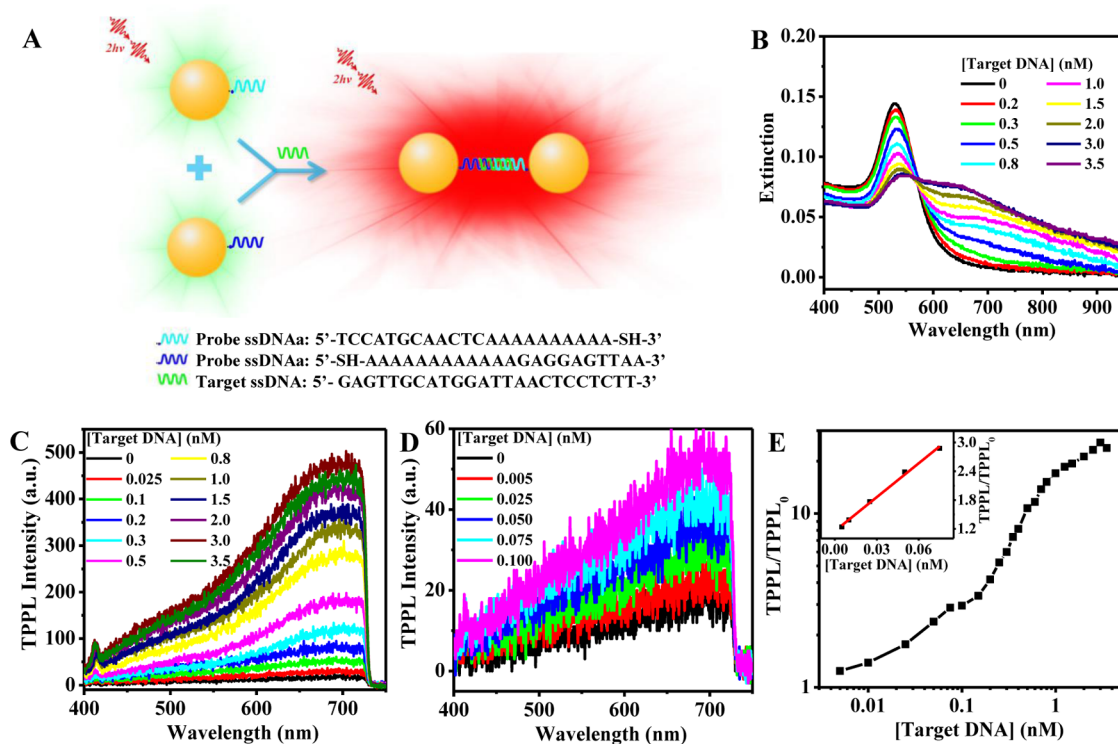 A
2hν
2hν
2hν
Probe ssDNAa: 5’-TCCATGCAACTCAAAAAAAAAAA-SH-3’
Probe ssDNAa: 5’-SH-AAAAAAAAAAAAGAGGAGTTAA-3’
Target ssDNA: 5’- GAGTTGCATGGATTAACTCCTCTT-3’
B
[Target DNA] (nM)
0 1.0
0.2 1.5
0.3 2.0
0.5 3.0
0.8 3.5
Extinction
0.20
0.15
0.10
0.05
0.00
400 500 600 700 800 900
Wavelength (nm)
C
[Target DNA] (nM)
0 0.8
0.025 1.0
0.1 1.5
0.2 2.0
0.3 3.0
0.5 3.5
TPPL Intensity (a.u.)
500
400
300
200
100
0
400 500 600 700
Wavelength (nm)
D
[Target DNA] (nM)
0
0.005
0.025
0.050
0.075
0.100
TPPL Intensity (a.u.)
60
40
20
0
400 500 600 700
Wavelength (nm)
E
TPPL/TPPL0
10
1
0.01 0.1 1
[Target DNA] (nM)
TPPL/TPPL0
3.0
2.4
1.8
1.2
0.00 0.03 0.06
[Target DNA] (nM)